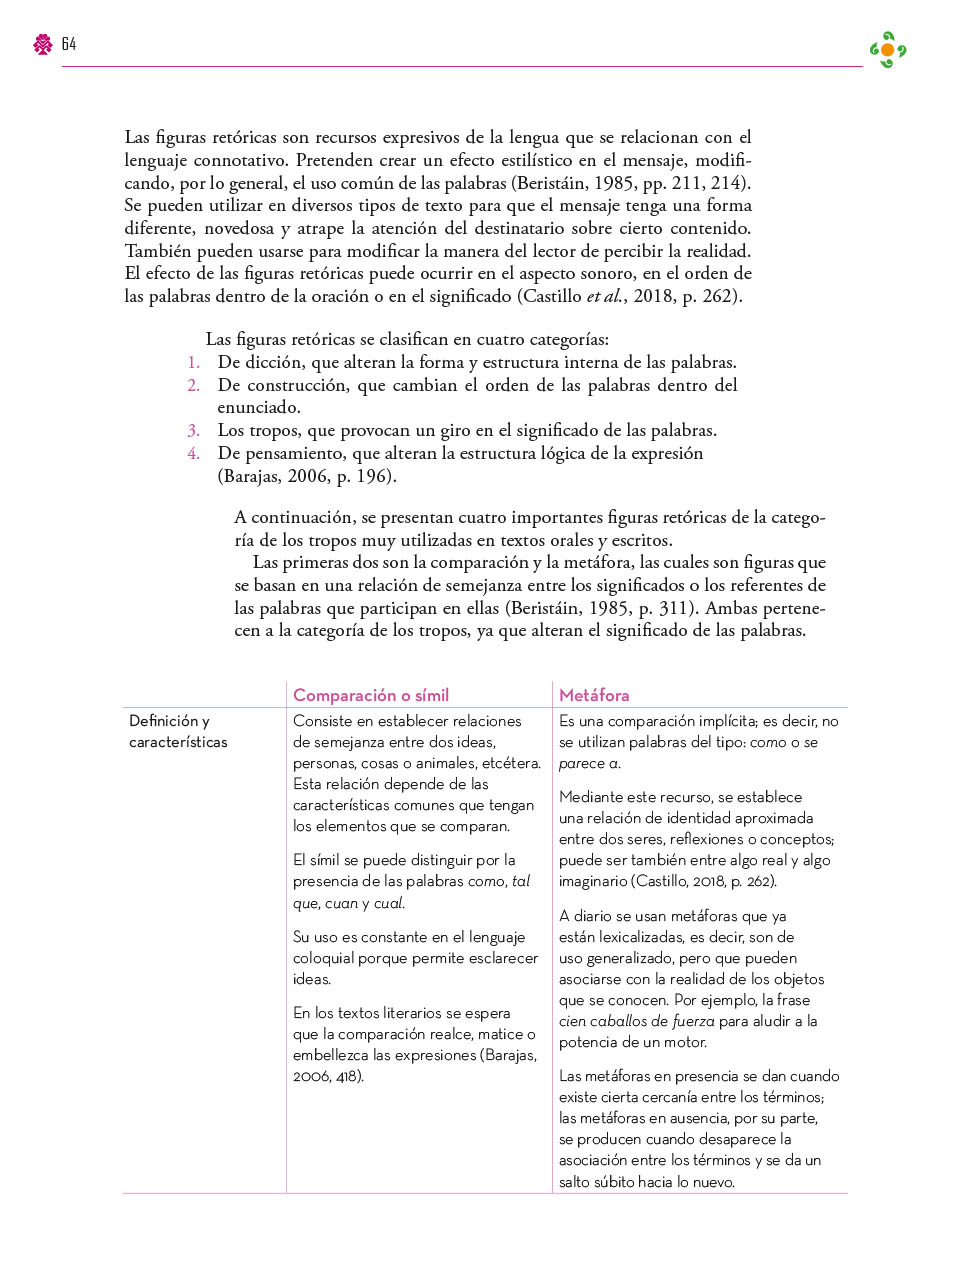 64
Las figuras retóricas son recursos expresivos de la lengua que se relacionan con el
lenguaje connotativo. Pretenden crear un efecto estilístico en el mensaje, modifi-
cando, por lo general, el uso común de las palabras (Beristáin, 1985, pp. 211, 214).
Se pueden utilizar en diversos tipos de texto para que el mensaje tenga una forma
diferente, novedosa y atrape la atención del destinatario sobre cierto contenido.
También pueden usarse para modificar la manera del lector de percibir la realidad.
El efecto de las figuras retóricas puede ocurrir en el aspecto sonoro, en el orden de
las palabras dentro de la oración o en el significado (Castillo et al., 2018, p. 262).
Las figuras retóricas se clasifican en cuatro categorías:
1. De dicción, que alteran la forma y estructura interna de las palabras.
2. De construcción, que cambian el orden de las palabras dentro del
enunciado.
3. Los tropos, que provocan un giro en el significado de las palabras.
4. De pensamiento, que alteran la estructura lógica de la expresión
(Barajas, 2006, p. 196).
A continuación, se presentan cuatro importantes figuras retóricas de la catego-
ría de los tropos muy utilizadas en textos orales y escritos.
Las primeras dos son la comparación y la metáfora, las cuales son figuras que
se basan en una relación de semejanza entre los significados o los referentes de
las palabras que participan en ellas (Beristáin, 1985, p. 311). Ambas pertene-
cen a la categoría de los tropos, ya que alteran el significado de las palabras.
Comparación o símil
Metáfora
Definición y
características
Consiste en establecer relaciones
de semejanza entre dos ideas,
personas, cosas o animales, etcétera.
Esta relación depende de las
características comunes que tengan
los elementos que se comparan.
El símil se puede distinguir por la
presencia de las palabras como, tal
que, cuan y cual.
Su uso es constante en el lenguaje
coloquial porque permite esclarecer
ideas.
En los textos literarios se espera
que la comparación realce, matice o
embellezca las expresiones (Barajas,
2006, 418).
Es una comparación implícita; es decir, no
se utilizan palabras del tipo: como o se
parece a.
Mediante este recurso, se establece
una relación de identidad aproximada
entre dos seres, reflexiones o conceptos;
puede ser también entre algo real y algo
imaginario (Castillo, 2018, p. 262).
A diario se usan metáforas que ya
están lexicalizadas, es decir, son de
uso generalizado, pero que pueden
asociarse con la realidad de los objetos
que se conocen. Por ejemplo, la frase
cien caballos de fuerza para aludir a la
potencia de un motor.
Las metáforas en presencia se dan cuando
existe cierta cercanía entre los términos;
las metáforas en ausencia, por su parte,
se producen cuando desaparece la
asociación entre los términos y se da un
salto súbito hacia lo nuevo.